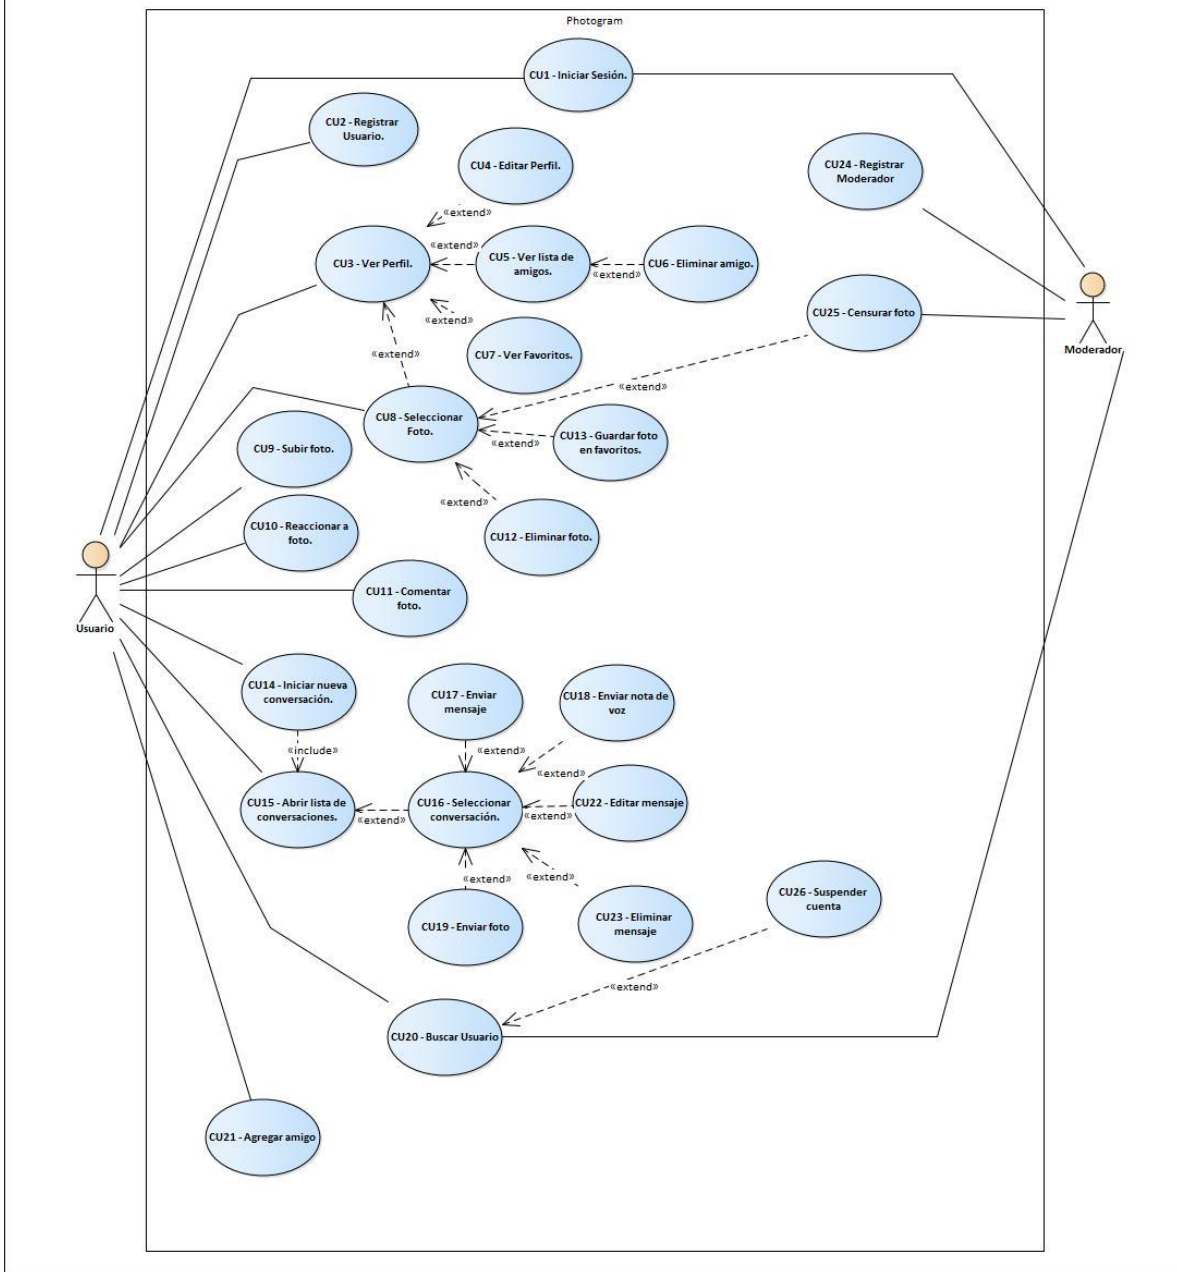 Photogram
CU1 - Iniciar Sesión.
CU2 - Registrar
Usuario.
CU4 - Editar Perfil.
CU24 - Registrar
Moderador
«extend»
CU3 - Ver Perfil.
«extend»
CU5 - Ver lista de
amigos.
«extend»
CU6 - Eliminar amigo.
«extend»
CU7 - Ver Favoritos.
CU25 - Censurar foto
Moderador
«extend»
«extend»
CU8 - Seleccionar
Foto.
«extend»
CU13 - Guardar foto
en favoritos.
CU9 - Subir foto.
«extend»
CU12 - Eliminar foto.
CU10 - Reaccionar a
foto.
CU11 - Comentar
foto.
Usuario
CU14 - Iniciar nueva
conversación.
CU17 - Enviar
mensaje
CU18 - Enviar nota de
voz
«include»
«extend»
«extend»
CU15 - Abrir lista de
conversaciones.
«extend»
CU16 - Seleccionar
conversación.
«extend»
CU22 - Editar mensaje
«extend»
«extend»
CU19 - Enviar foto
CU23 - Eliminar
mensaje
CU26 - Suspender
cuenta
«extend»
CU20 - Buscar Usuario
CU21 - Agregar amigo